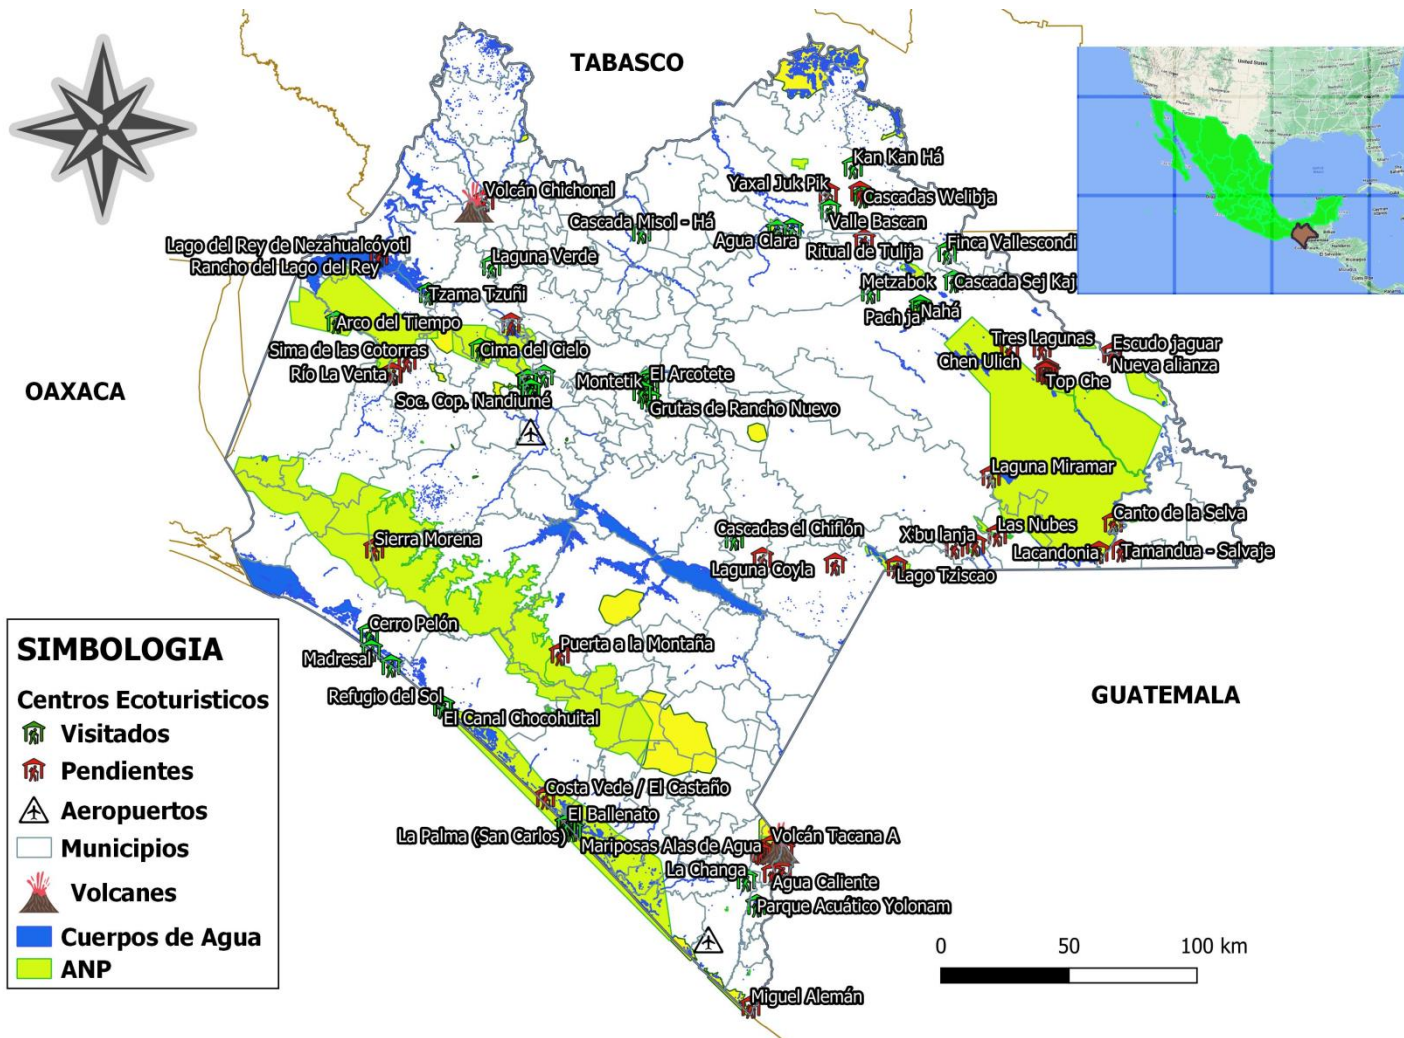 TABASCO
United States
Kan Kan Há
Yaxal Juk Pik
Cascadas Welibja
Volcán Chichonal
Valle Bascan
Cascada Misol - Há
Agua Clara
Ritual de Tulija
Finca Vallescondi
Lago del Rey de Nezahualcóyotl
Rancho del Lago del Rey
Laguna Verde
Metzabok
Cascada Sej Kaj
Tzama Tzuñi
Nahá
Pach ja
Arco del Tiempo
Tres Lagunas
Escudo jaguar
Sima de las Cotorras
Cima del Cielo
Chen Ulich
Nueva alianza
Río La Venta
Montetik
El Arcotete
Top Che
OAXACA
Soc. Cop. Nandiumé
Grutas de Rancho Nuevo
Laguna Miramar
Cascadas el Chiflón
X'bu lanja
Las Nubes
Canto de la Selva
Sierra Morena
Lacandonia
Tamandua - Salvaje
Laguna Coyla
Lago Tziscao
Cerro Pelón
Puerta a la Montaña
Madresal
Refugio del Sol
El Canal Chocohuital
GUATEMALA
Costa Vede / El Castaño
El Ballenato
La Palma (San Carlos)
Mariposas Alas de Agua
Volcán Tacana A
La Changa
Agua Caliente
Parque Acuático Yolonam
Miguel Alemán
SIMBOLOGIA
Centros Ecoturisticos
Visitados
Pendientes
Aeropuertos
Municipios
Volcanes
Cuerpos de Agua
ANP
0 50 100 km